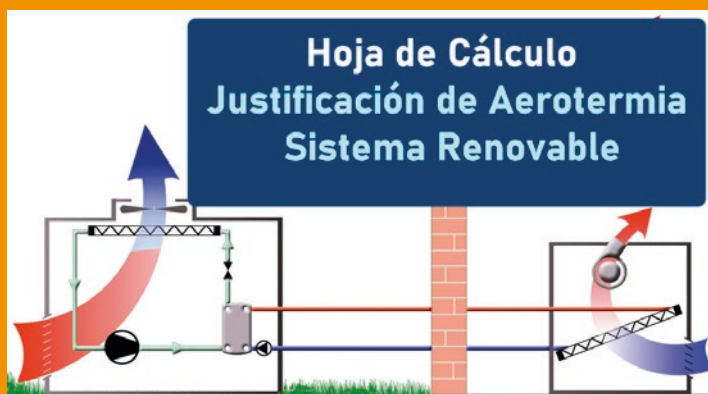 Hoja de Cálculo
Justificación de Aerotermia
Sistema Renovable